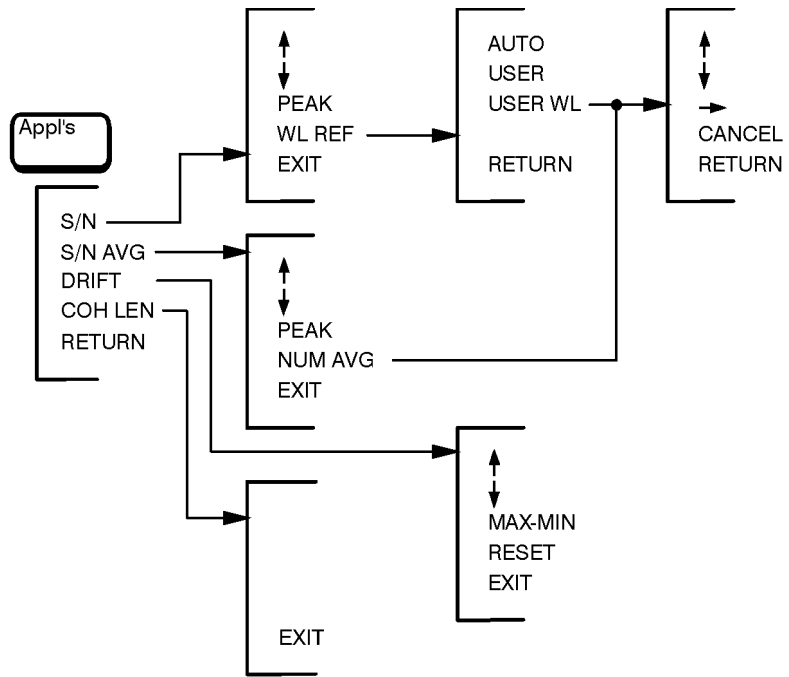 Appl's
S/N
S/N AVG
DRIFT
COH LEN
RETURN
PEAK
WL REF
EXIT
AUTO
USER
USER WL
RETURN
CANCEL
RETURN
PEAK
NUM AVG
EXIT
MAX-MIN
RESET
EXIT
EXIT